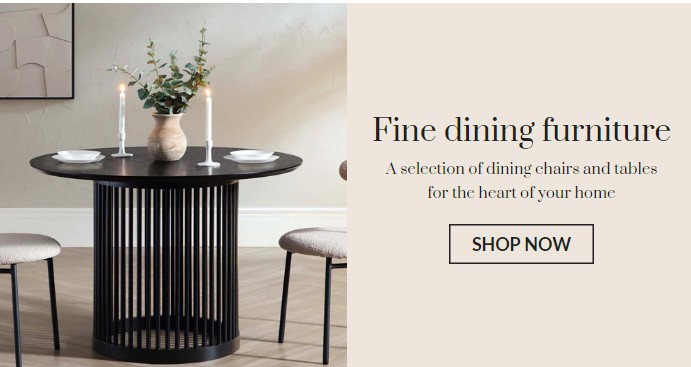 Fine dining furniture
A selection of dining chairs and tables
for the heart of your home
SHOP NOW